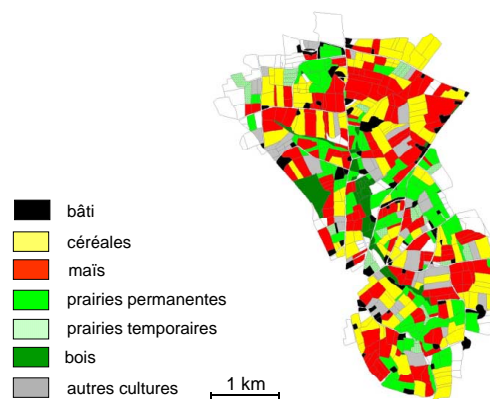 bâti
céréales
maïs
prairies permanentes
prairies temporaires
bois
autres cultures
1 km